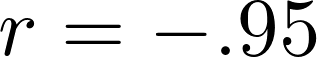 r = −.95